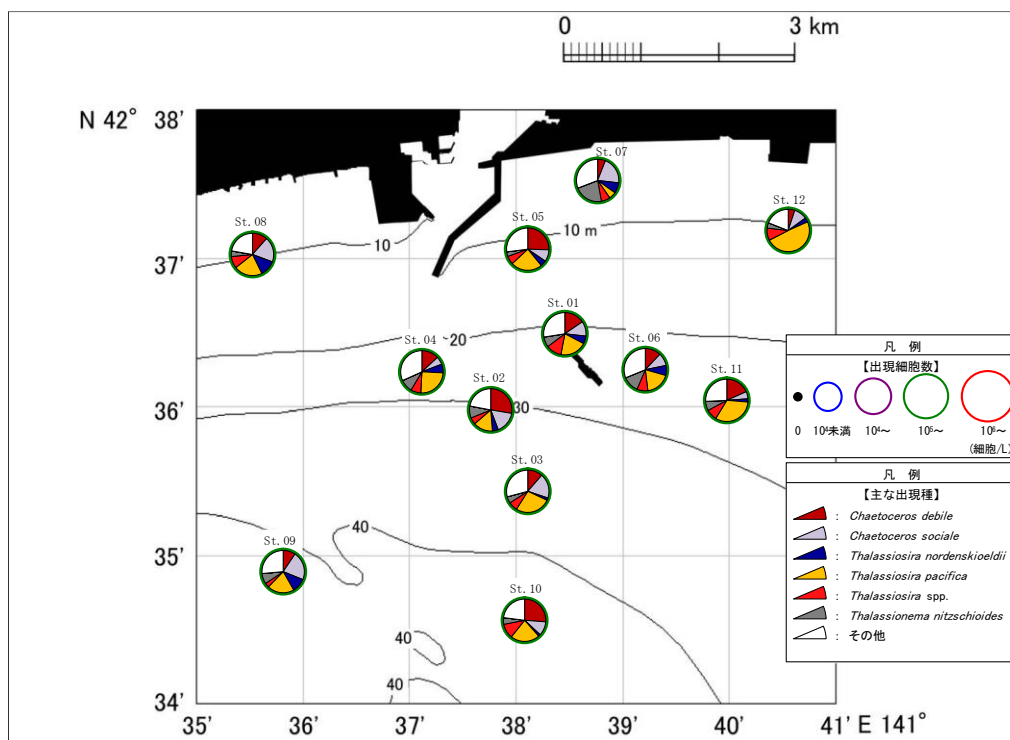 0 3 km
N 42° 38'
St.07
St.12
St.08
St.05
10
10 m
37'
St.01
St.04
20
St.06
St.11
St.02
36'
30
St.03
40
35'
St.09
St.10
40
40
34'
35' 36' 37' 38' 39' 40' 41' E 141°
凡 例
【出現細胞数】
0 10⁴未満 10⁴～ 10⁵～ 10⁶～
(細胞/L)
凡 例
【主な出現種】
: Chaetoceros debile
: Chaetoceros sociale
: Thalassiosira nordenskioeldii
: Thalassiosira pacifica
: Thalassiosira spp.
: Thalassionema nitzschioides
: その他